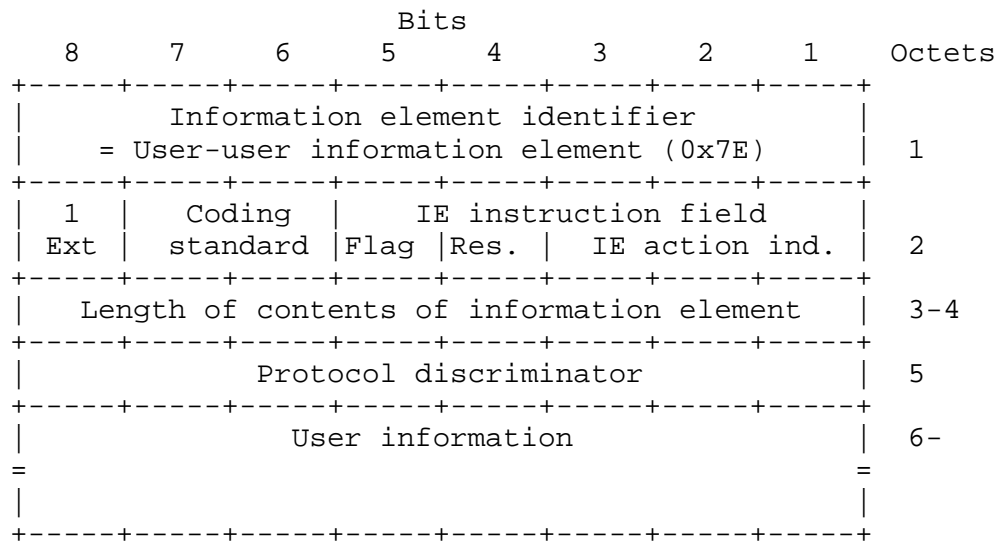 Bits
8 7 6 5 4 3 2 1 Octets
+-----+-----+-----+-----+-----+-----+-----+-----+
| Information element identifier |
| = User-user information element (0x7E) | 1
+-----+-----+-----+-----+-----+-----+-----+-----+
| 1 | Coding | IE instruction field |
| Ext | standard |Flag |Res. | IE action ind. | 2
+-----+-----+-----+-----+-----+-----+-----+-----+
| Length of contents of information element | 3-4
+-----+-----+-----+-----+-----+-----+-----+-----+
| Protocol discriminator | 5
+-----+-----+-----+-----+-----+-----+-----+-----+
| User information | 6-
= =
| |
+-----+-----+-----+-----+-----+-----+-----+-----+